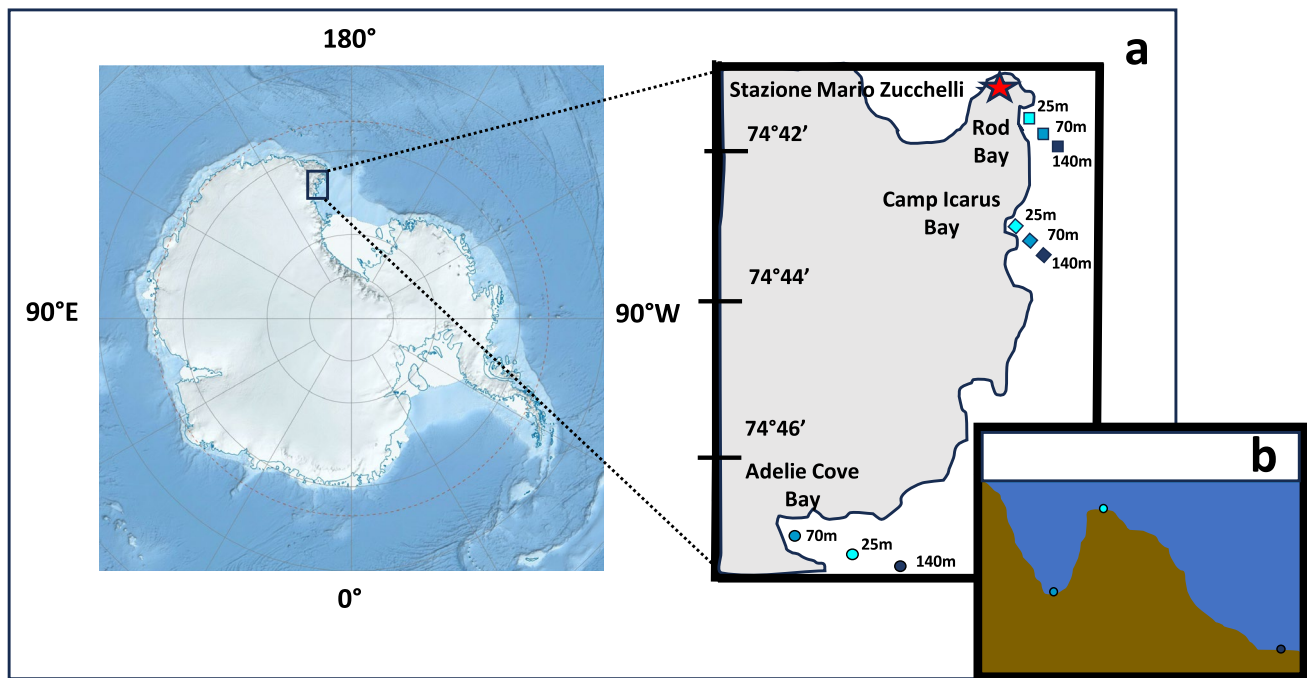 180°
90°E
90°W
0°
a
Stazione Mario Zucchelli
74°42’
Rod
Bay
25m
70m
140m
Camp Icarus
Bay
25m
70m
140m
74°44’
74°46’
Adelie Cove
Bay
70m
25m
140m
b